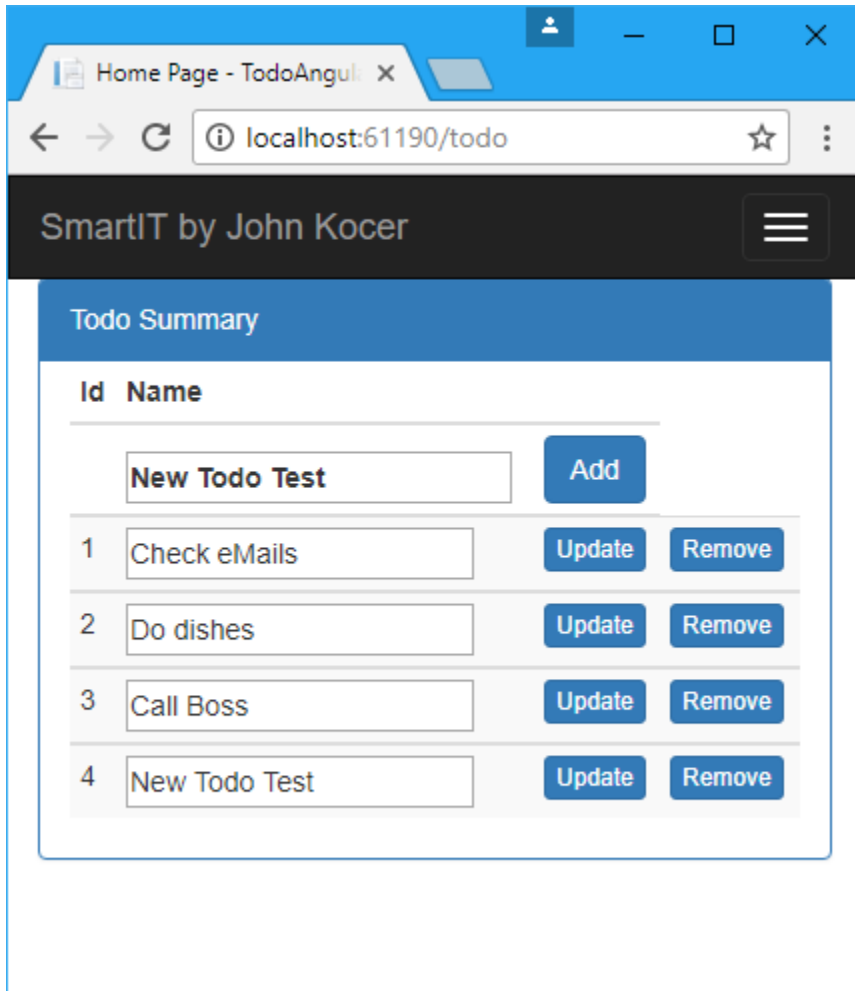 Home Page - TodoAngul
localhost:61190/todo
SmartIT by John Kocer
Todo Summary
Id Name
New Todo Test Add
1 Check eMails Update Remove
2 Do dishes Update Remove
3 Call Boss Update Remove
4 New Todo Test Update Remove